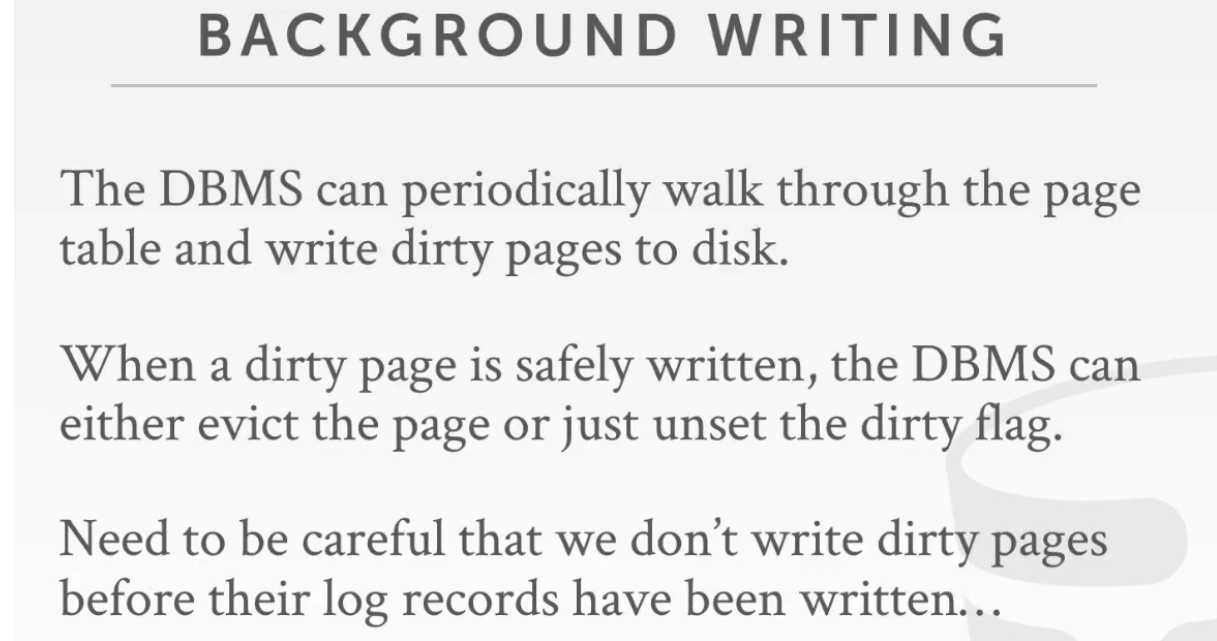 BACKGROUND WRITING
The DBMS can periodically walk through the page
table and write dirty pages to disk.
When a dirty page is safely written, the DBMS can
either evict the page or just unset the dirty flag.
Need to be careful that we don’t write dirty pages
before their log records have been written…